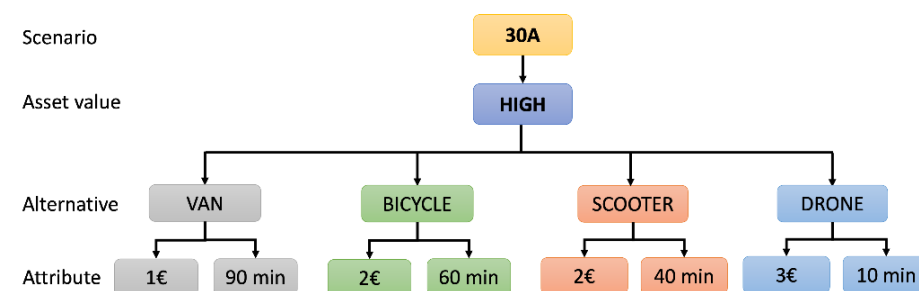 Scenario
30A
Asset value
HIGH
Alternative
VAN
BICYCLE
SCOOTER
DRONE
Attribute
1€
90 min
2€
60 min
2€
40 min
3€
10 min